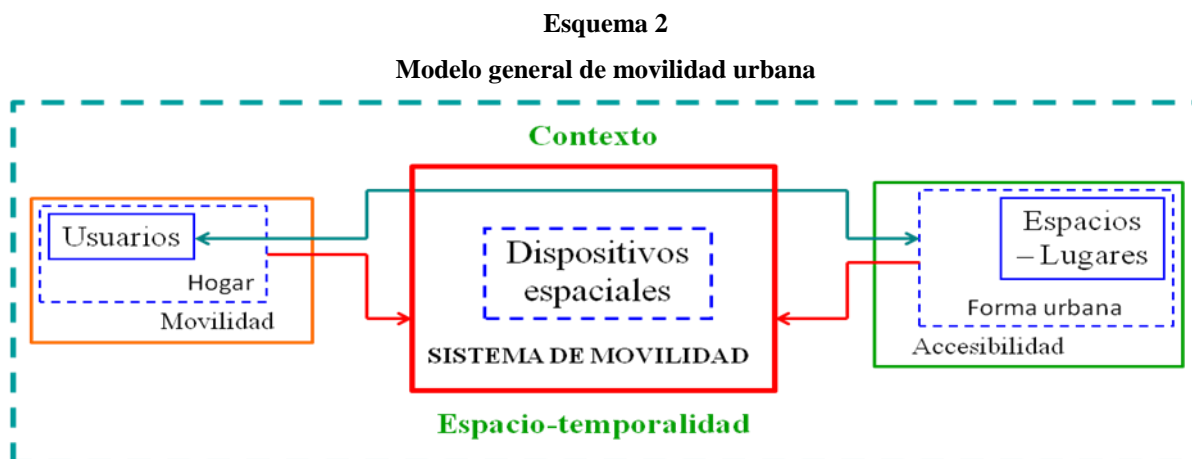 Esquema 2
Modelo general de movilidad urbana
Contexto
Usuarios
Hogar
Movilidad
Dispositivos
espaciales
SISTEMA DE MOVILIDAD
Espacios
– Lugares
Forma urbana
Accesibilidad
Espacio-temporalidad